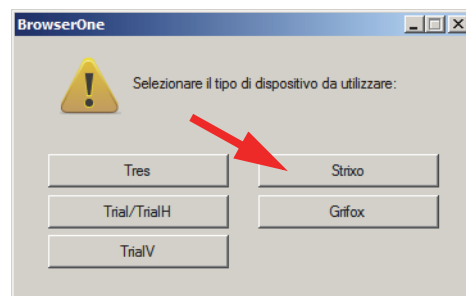 BrowserOne
Selezionare il tipo di dispositivo da utilizzare:
Tres
Strixo
Trial/TrialH
Grifox
TrialV